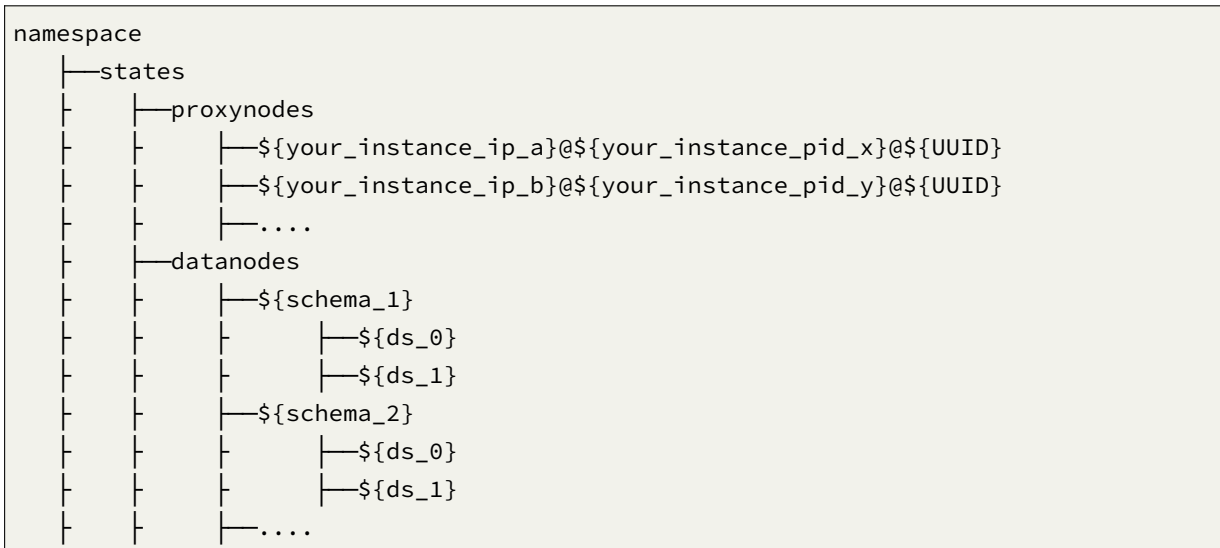 namespace
   ├──states
   ├    ├──proxynodes
   ├    ├     ├──${your_instance_ip_a}@${your_instance_pid_x}@${UUID}
   ├    ├     ├──${your_instance_ip_b}@${your_instance_pid_y}@${UUID}
   ├    ├     ├──....
   ├    ├──datanodes
   ├    ├     ├──${schema_1}
   ├    ├     ├      ├──${ds_0}
   ├    ├     ├      ├──${ds_1}
   ├    ├     ├──${schema_2}
   ├    ├     ├      ├──${ds_0}
   ├    ├     ├      ├──${ds_1}
   ├    ├     ├──....